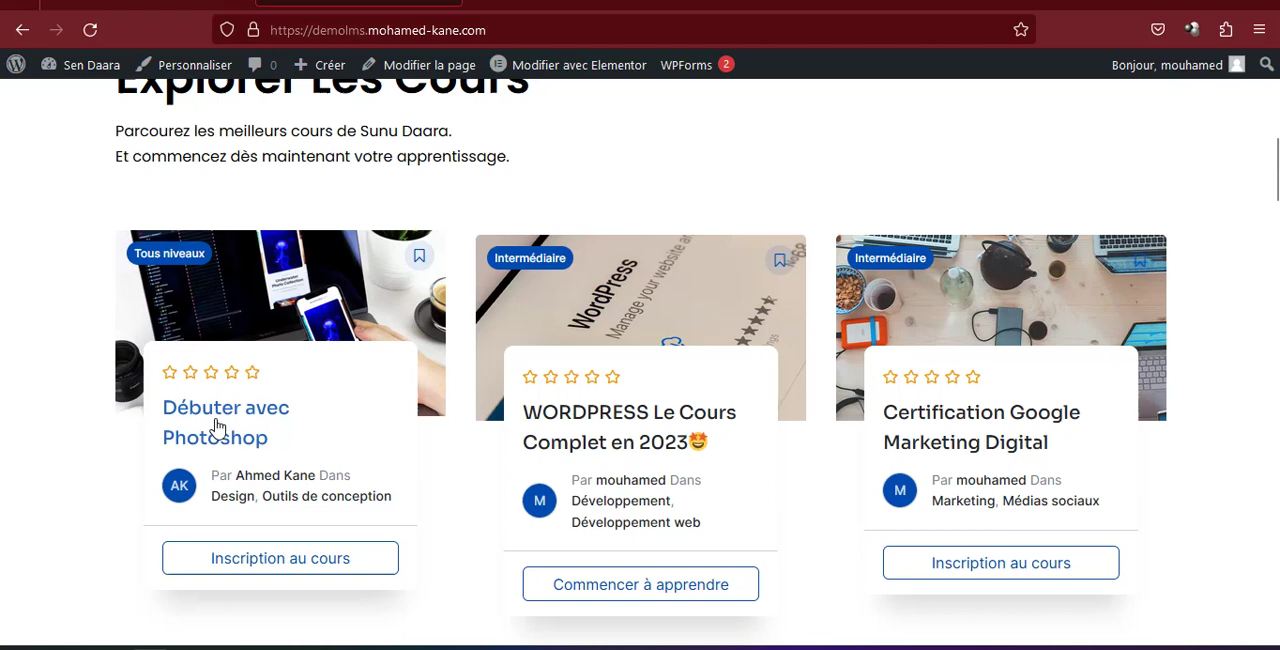 https://demolms.mohamed-kane.com
Sen Daara
Personnaliser
0
Créer
Modifier la page
Modifier avec Elementor
WPForms
2
Bonjour, mouhamed
Explorer Les Cours
Parcourez les meilleurs cours de Sunu Daara.
Et commencez dès maintenant votre apprentissage.
Tous niveaux
Débuter avec
Photoshop
AK
Par Ahmed Kane Dans
Design, Outils de conception
Inscription au cours
Intermédiaire
WordPress
Manage your website
WORDPRESS Le Cours
Complet en 2023🤩
M
Par mouhamed Dans
Développement,
Développement web
Commencer à apprendre
Intermédiaire
Certification Google
Marketing Digital
M
Par mouhamed Dans
Marketing, Médias sociaux
Inscription au cours